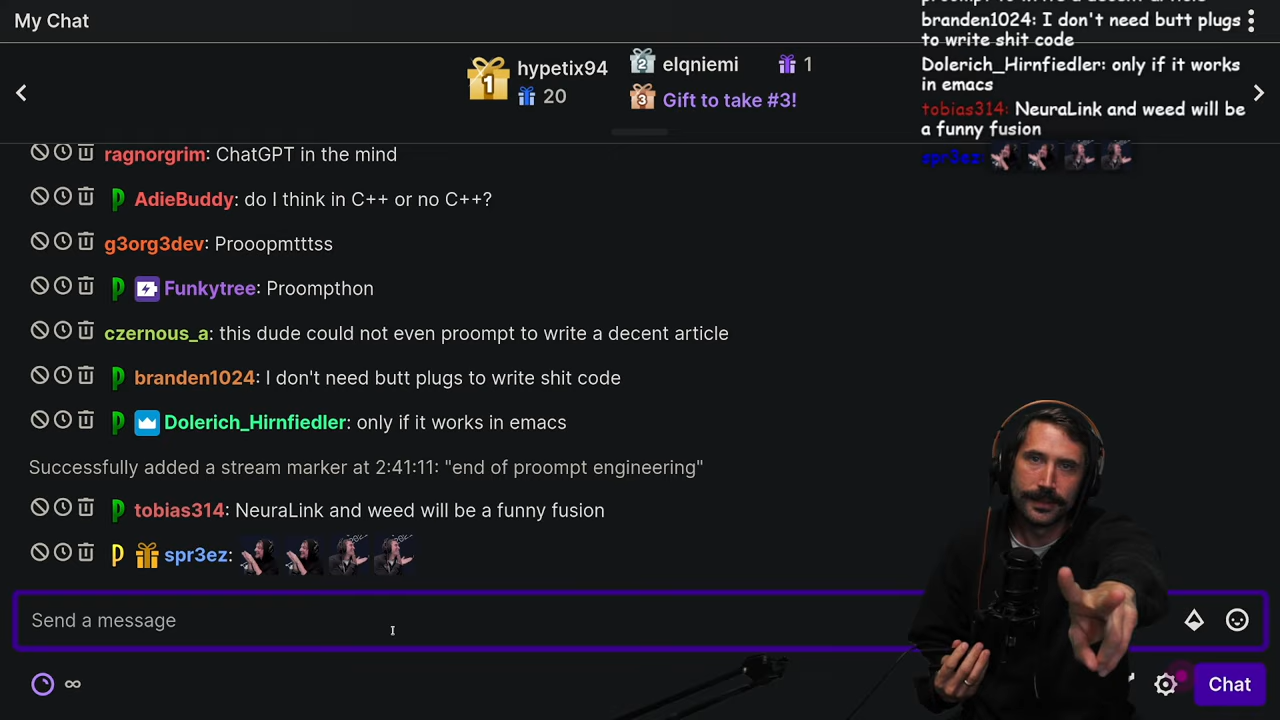 My Chat
branden1024: I don't need butt plugs
to write shit code
Dolerich_Hirnfiedler: only if it works
in emacs
tobias314: NeuraLink and weed will be
a funny fusion
spr3ez:
1 hypetix94
20
2 elqniemi 1
3 Gift to take #3!
ragnorgrim: ChatGPT in the mind
AdieBuddy: do I think in C++ or no C++?
g3org3dev: Prooopmtttss
Funkytree: Proompthon
czernous_a: this dude could not even proompt to write a decent article
branden1024: I don't need butt plugs to write shit code
Dolerich_Hirnfiedler: only if it works in emacs
Successfully added a stream marker at 2:41:11: "end of proompt engineering"
tobias314: NeuraLink and weed will be a funny fusion
spr3ez:
Send a message
∞
Chat